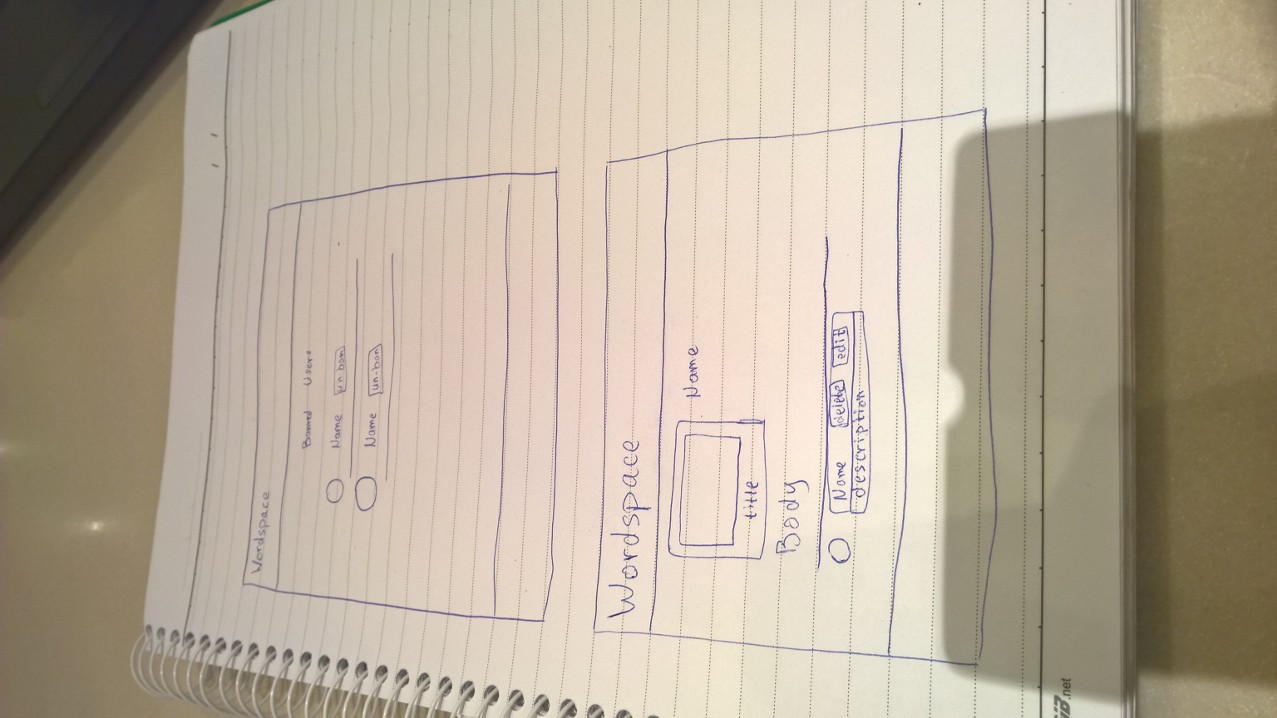 Wordspace
Banned Users
Name un-ban
Name un-ban
Wordspace
Name
title
Body
Name delete edit
description
.net